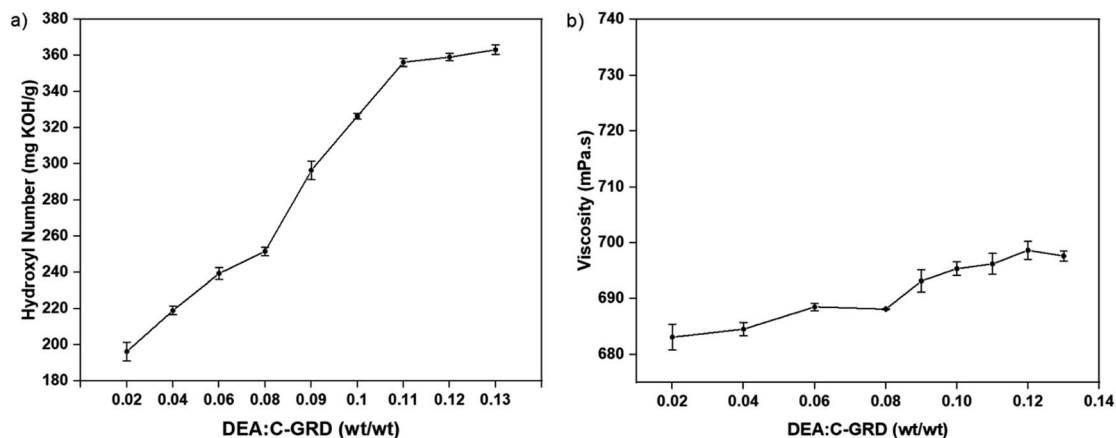 a)
Hydroxyl Number (mg KOH/g)
380
360
340
320
300
280
260
240
220
200
180
0.02 0.04 0.06 0.08 0.09 0.1 0.11 0.12 0.13
DEA:C-GRD (wt/wt)
b)
Viscosity (mPa.s)
740
730
720
710
700
690
680
0.02 0.04 0.06 0.08 0.10 0.12 0.14
DEA:C-GRD (wt/wt)